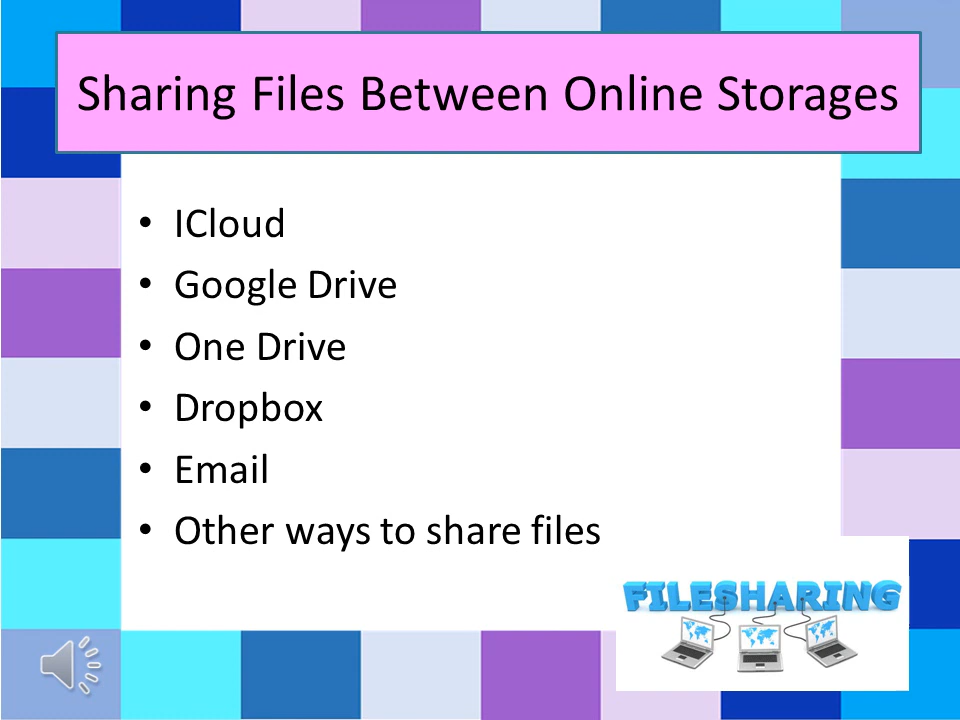 Sharing Files Between Online Storages
• ICloud
• Google Drive
• One Drive
• Dropbox
• Email
• Other ways to share files
FILESHARING